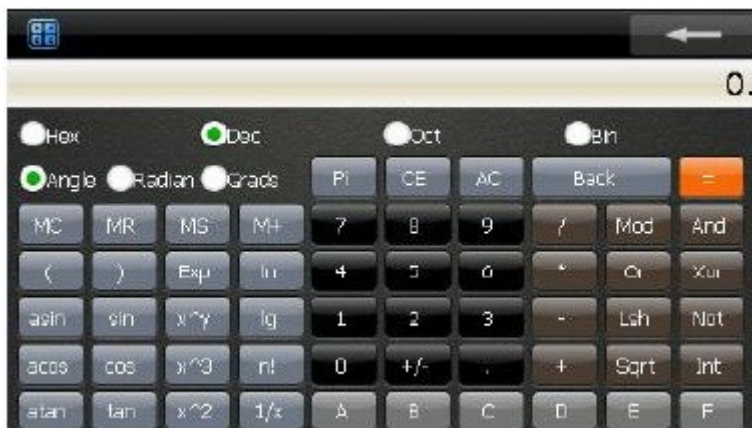 0.
Hex Dec Oct Bin
Angle Radian Grads PI CE AC Back =
MC MR MS M+ 7 8 9 / Mod And
( ) Exp ln 4 5 6 * Or Xor
asin sin x^y lg 1 2 3 - Lsh Not
acos cos x^3 n! 0 +/- . + Sqrt Int
atan tan x^2 1/x A B C D E F